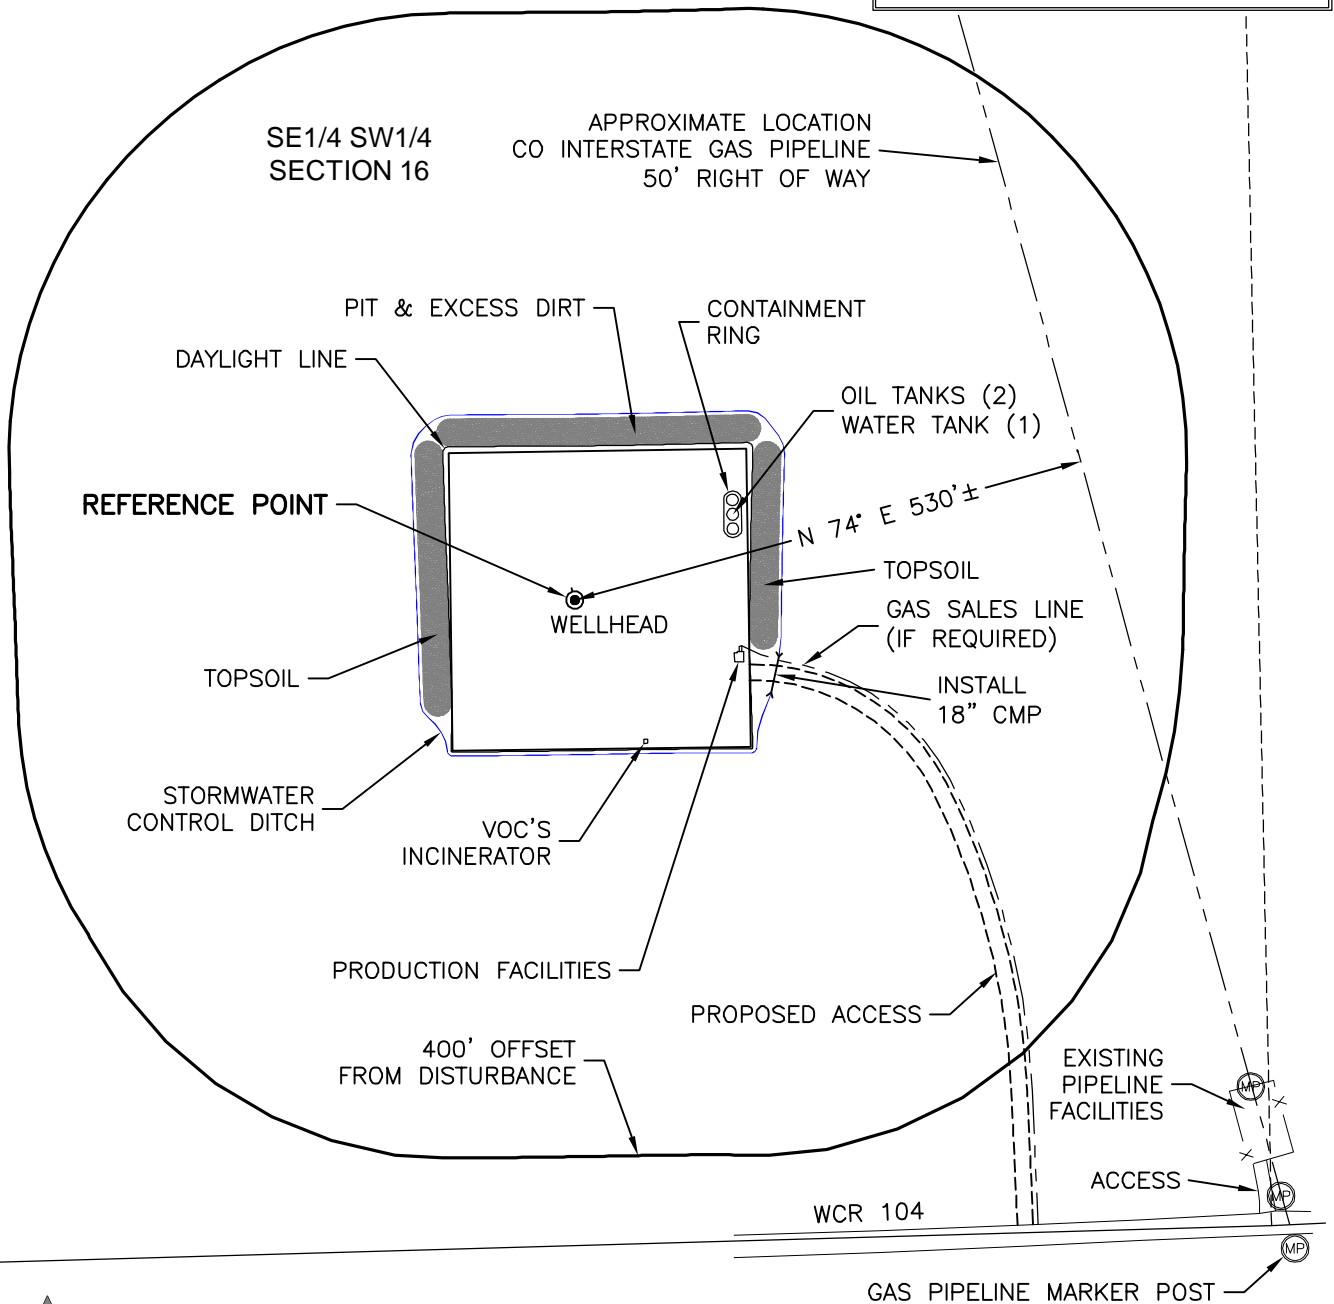 SE1/4 SW1/4
SECTION 16
APPROXIMATE LOCATION
CO INTERSTATE GAS PIPELINE
50' RIGHT OF WAY
PIT & EXCESS DIRT
CONTAINMENT
RING
DAYLIGHT LINE
OIL TANKS (2)
WATER TANK (1)
REFERENCE POINT
N 74° E 530'±
TOPSOIL
GAS SALES LINE
(IF REQUIRED)
WELLHEAD
TOPSOIL
INSTALL
18" CMP
STORMWATER
CONTROL DITCH
VOC'S
INCINERATOR
PRODUCTION FACILITIES
PROPOSED ACCESS
400' OFFSET
FROM DISTURBANCE
EXISTING
PIPELINE
FACILITIES
MP
ACCESS
MP
WCR 104
MP
GAS PIPELINE MARKER POST